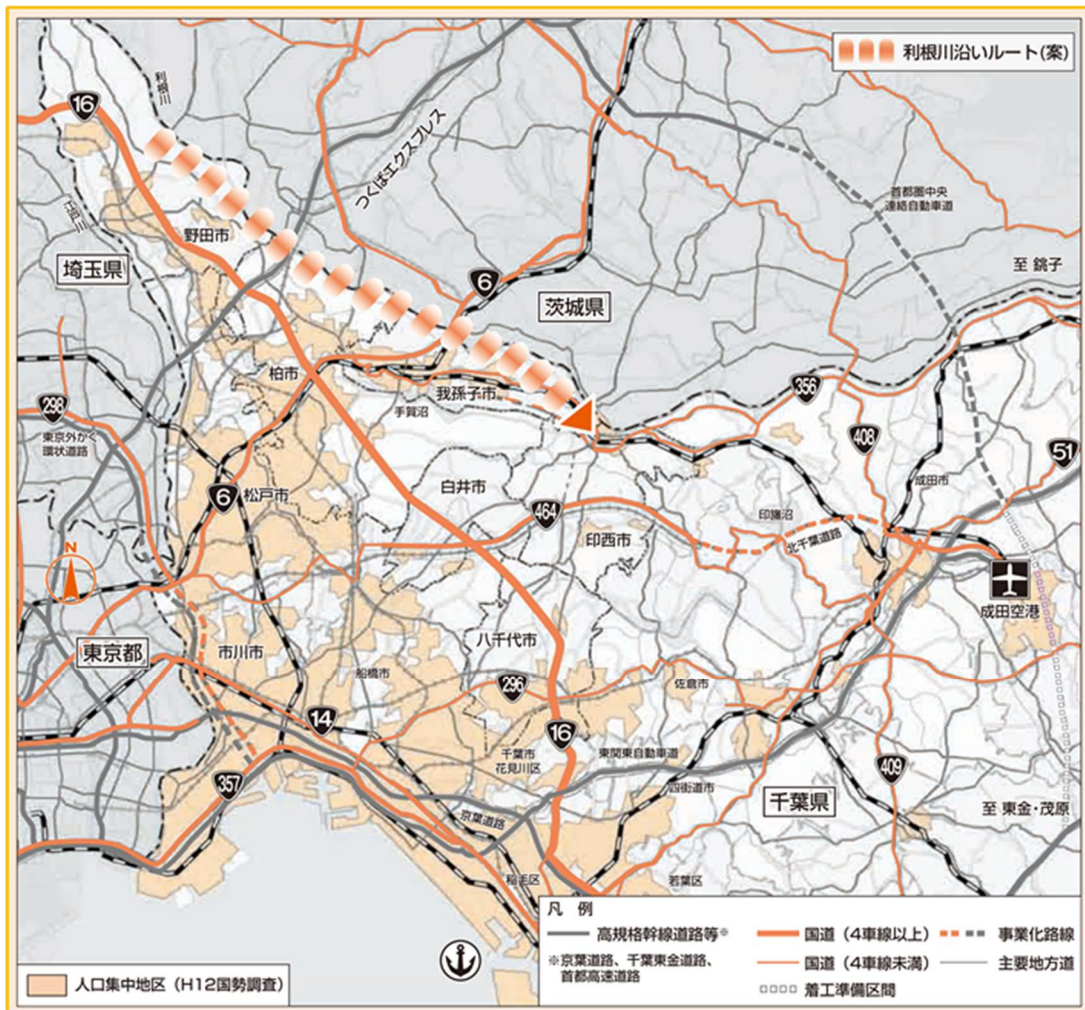 利根川沿いルート(案)
16
利根川
つくばエクスプレス
首都圏中央
連絡自動車道
江戸川
野田市
埼玉県
6
茨城県
至 銚子
柏市
我孫子市
手賀沼
356
298
東京外かく
環状道路
408
51
6
松戸市
白井市
464
成田市
印旛沼
北千葉道路
印西市
N
成田空港
東京都
市川市
船橋市
八千代市
296
佐倉市
14
16
千葉市
花見川区
東関東自動車道
四街道市
409
357
千葉県
至 東金・茂原
京葉道路
稲毛区
若葉区
凡 例
高規格幹線道路等※
国道（4車線以上）
事業化路線
※京葉道路、千葉東金道路、
首都高速道路
国道（4車線未満）
主要地方道
着工準備区間
人口集中地区（H12国勢調査）